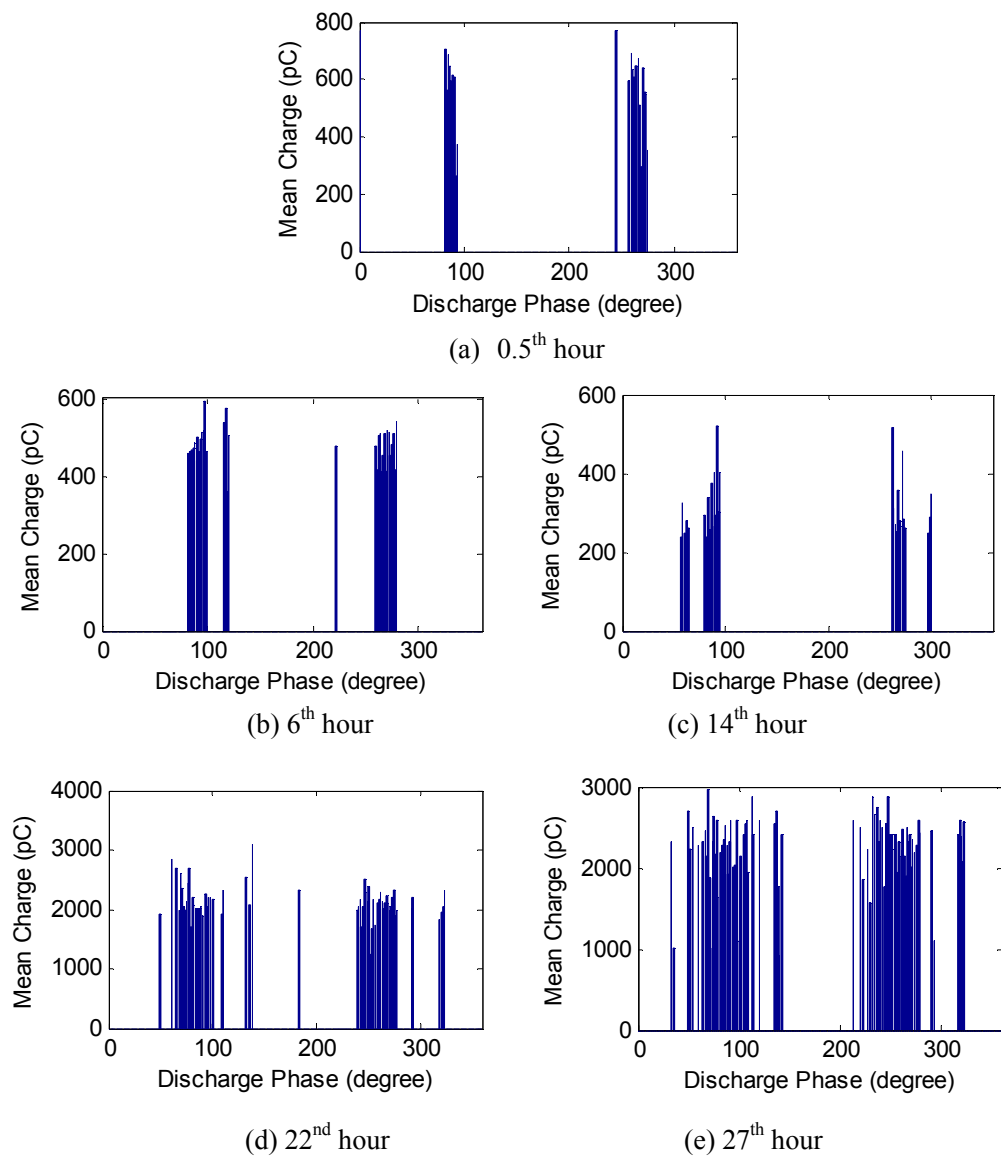 800
600
400
200
0
Mean Charge (pC)
0 100 200 300
Discharge Phase (degree)
(a) 0.5th hour
600
400
200
0
Mean Charge (pC)
0 100 200 300
Discharge Phase (degree)
(b) 6th hour
600
400
200
0
Mean Charge (pC)
0 100 200 300
Discharge Phase (degree)
(c) 14th hour
4000
3000
2000
1000
0
Mean Charge (pC)
0 100 200 300
Discharge Phase (degree)
(d) 22nd hour
3000
2000
1000
0
Mean Charge (pC)
0 100 200 300
Discharge Phase (degree)
(e) 27th hour